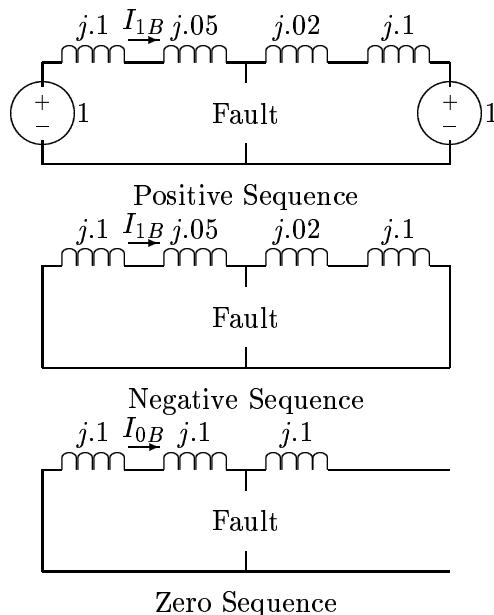 j.1 I1B j.05 j.02 j.1
+ +
− 1 Fault − 1
Positive Sequence
j.1 I1B j.05 j.02 j.1
Fault
Negative Sequence
j.1 I0B j.1 j.1
Fault
Zero Sequence